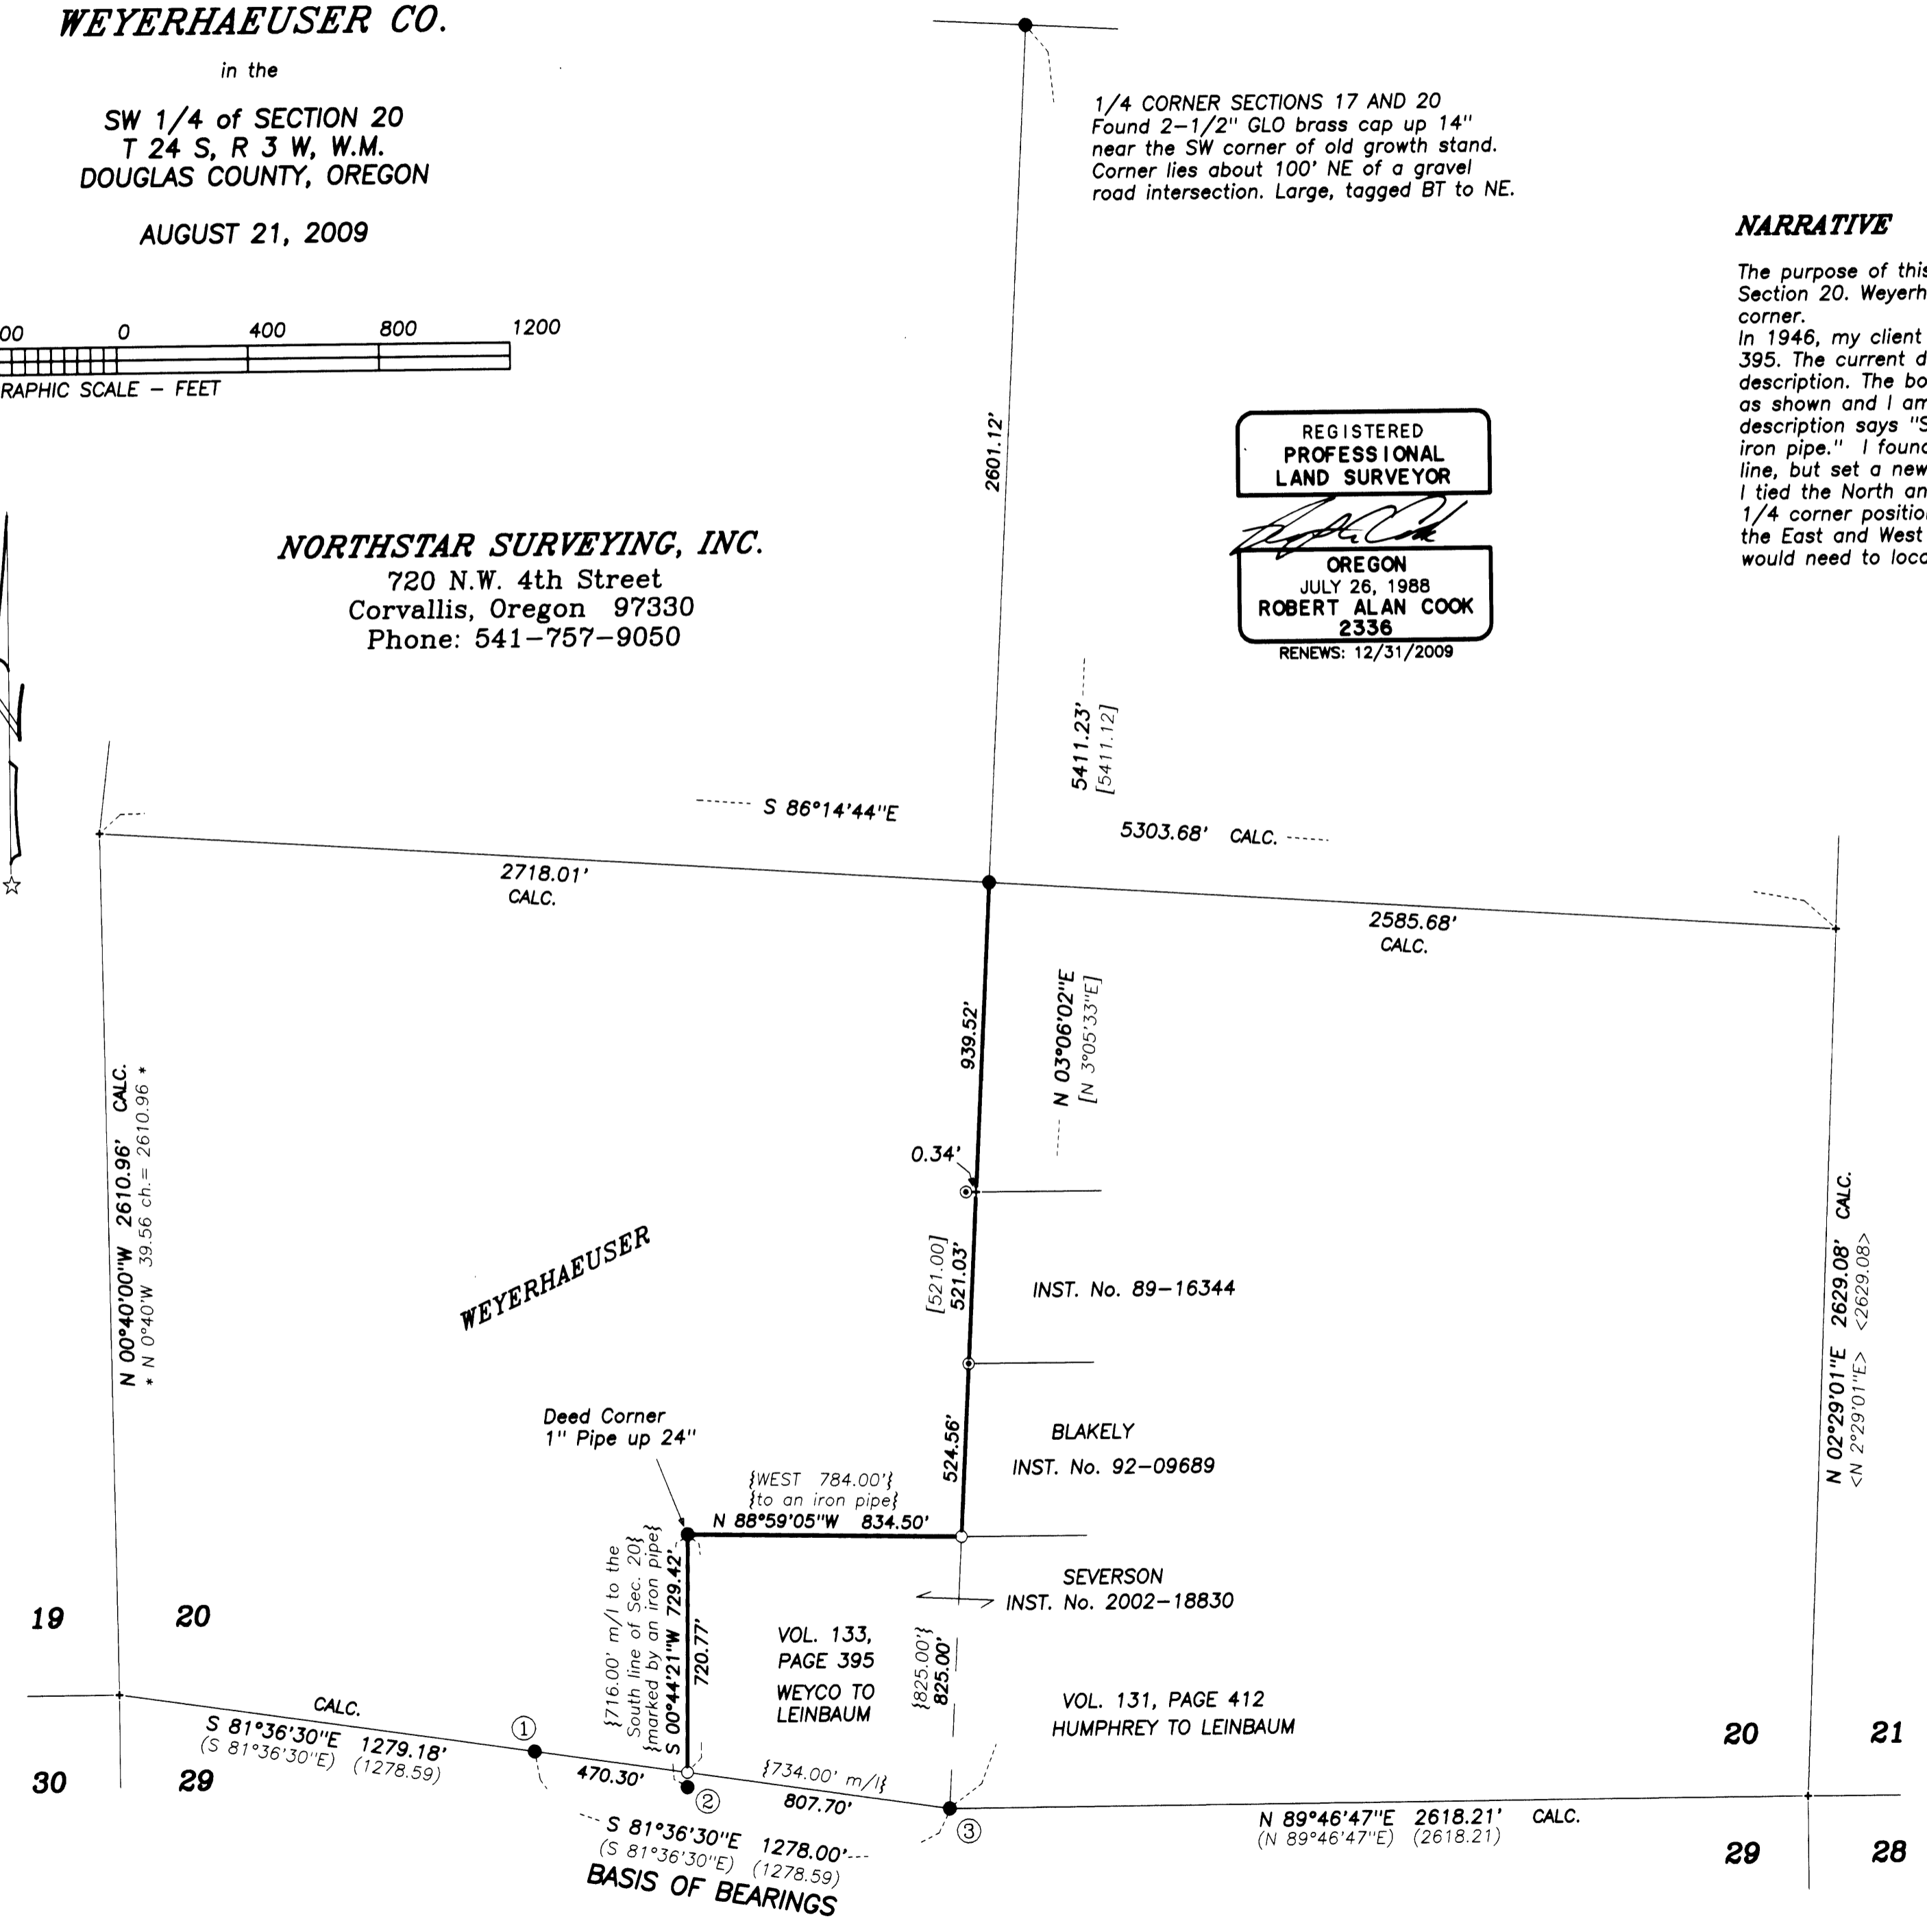 WEYERHAEUSER CO.
in the
SW 1/4 of SECTION 20
T 24 S, R 3 W, W.M.
DOUGLAS COUNTY, OREGON
AUGUST 21, 2009
00 0 400 800 1200
RAPHIC SCALE – FEET
1/4 CORNER SECTIONS 17 AND 20
Found 2–1/2" GLO brass cap up 14"
near the SW corner of old growth stand.
Corner lies about 100' NE of a gravel
road intersection. Large, tagged BT to NE.
NARRATIVE
The purpose of this
Section 20. Weyerh
corner.
In 1946, my client
395. The current d
description. The bo
as shown and I am
description says "S
iron pipe." I found
line, but set a new
I tied the North an
1/4 corner position
the East and West
would need to loca
2601.12'
REGISTERED
PROFESSIONAL
LAND SURVEYOR
OREGON
JULY 26, 1988
ROBERT ALAN COOK
2336
RENEWS: 12/31/2009
NORTHSTAR SURVEYING, INC.
720 N.W. 4th Street
Corvallis, Oregon 97330
Phone: 541–757–9050
5411.23'
[5411.12]
S 86°14'44"E
5303.68' CALC.
2718.01'
CALC.
2585.68'
CALC.
939.52'
N 03°06'02"E
[N 3°05'33"E]
N 00°40'00"W 2610.96' CALC.
* N 0°40'W 39.56 ch.= 2610.96 *
0.34'
N 02°29'01"E 2629.08' CALC.
<N 2°29'01"E> <2629.08>
WEYERHAEUSER
[521.00]
521.03'
INST. No. 89–16344
Deed Corner
1" Pipe up 24"
524.56'
BLAKELY
INST. No. 92–09689
{WEST 784.00'}
{to an iron pipe}
N 88°59'05"W 834.50'
{716.00' m/l to the
South line of Sec. 20}
{marked by an iron pipe}
S 00°44'21"W 729.42'
720.77'
SEVERSON
INST. No. 2002–18830
VOL. 133,
PAGE 395
WEYCO TO
LEINBAUM
{825.00'}
825.00'
VOL. 131, PAGE 412
HUMPHREY TO LEINBAUM
19 20
30 29
20 21
29 28
CALC.
S 81°36'30"E 1279.18'
(S 81°36'30"E) (1278.59)
1
470.30'
2
{734.00' m/l}
807.70'
3
S 81°36'30"E 1278.00'
(S 81°36'30"E) (1278.59)
BASIS OF BEARINGS
N 89°46'47"E 2618.21' CALC.
(N 89°46'47"E) (2618.21)